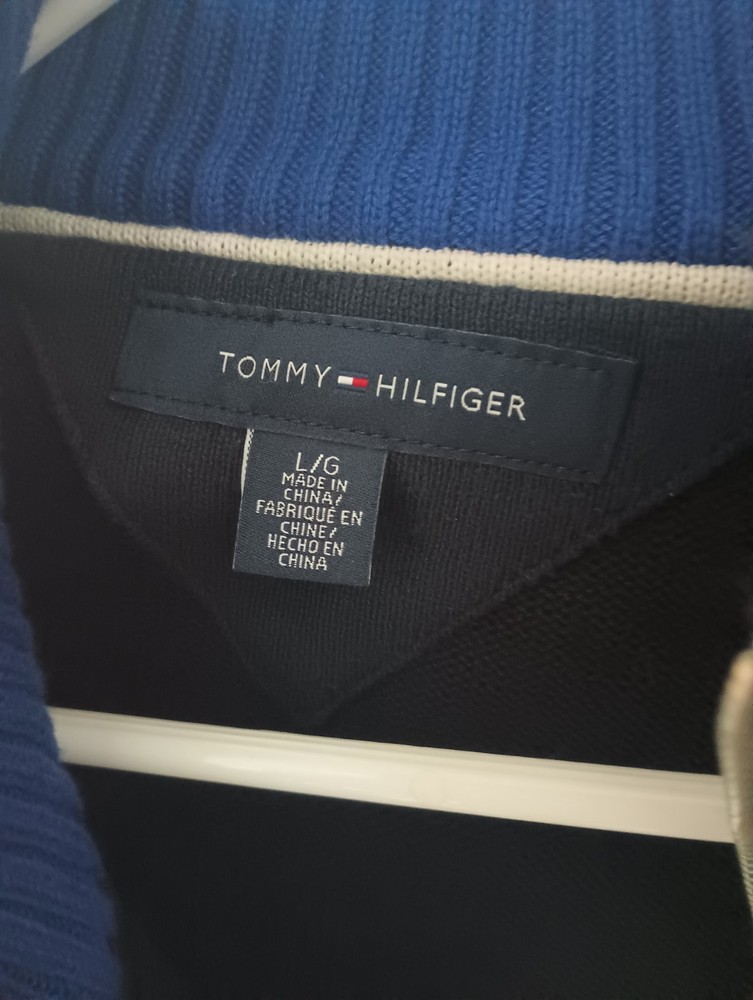 TOMMY HILFIGER
L/G
MADE IN
CHINA/
FABRIQUÉ EN
CHINE/
HECHO EN
CHINA